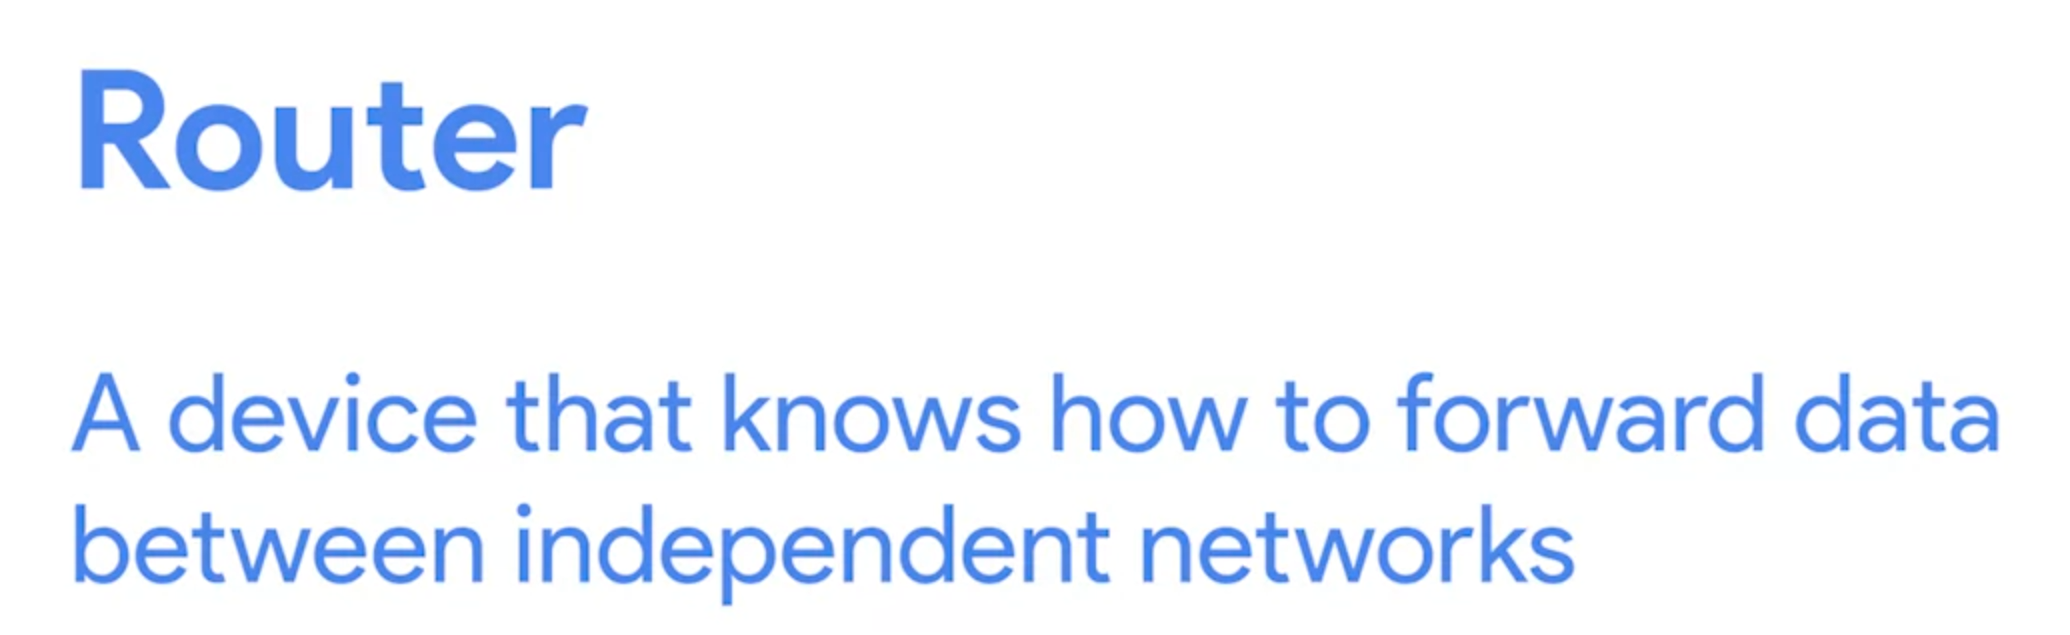 Router
A device that knows how to forward data
between independent networks